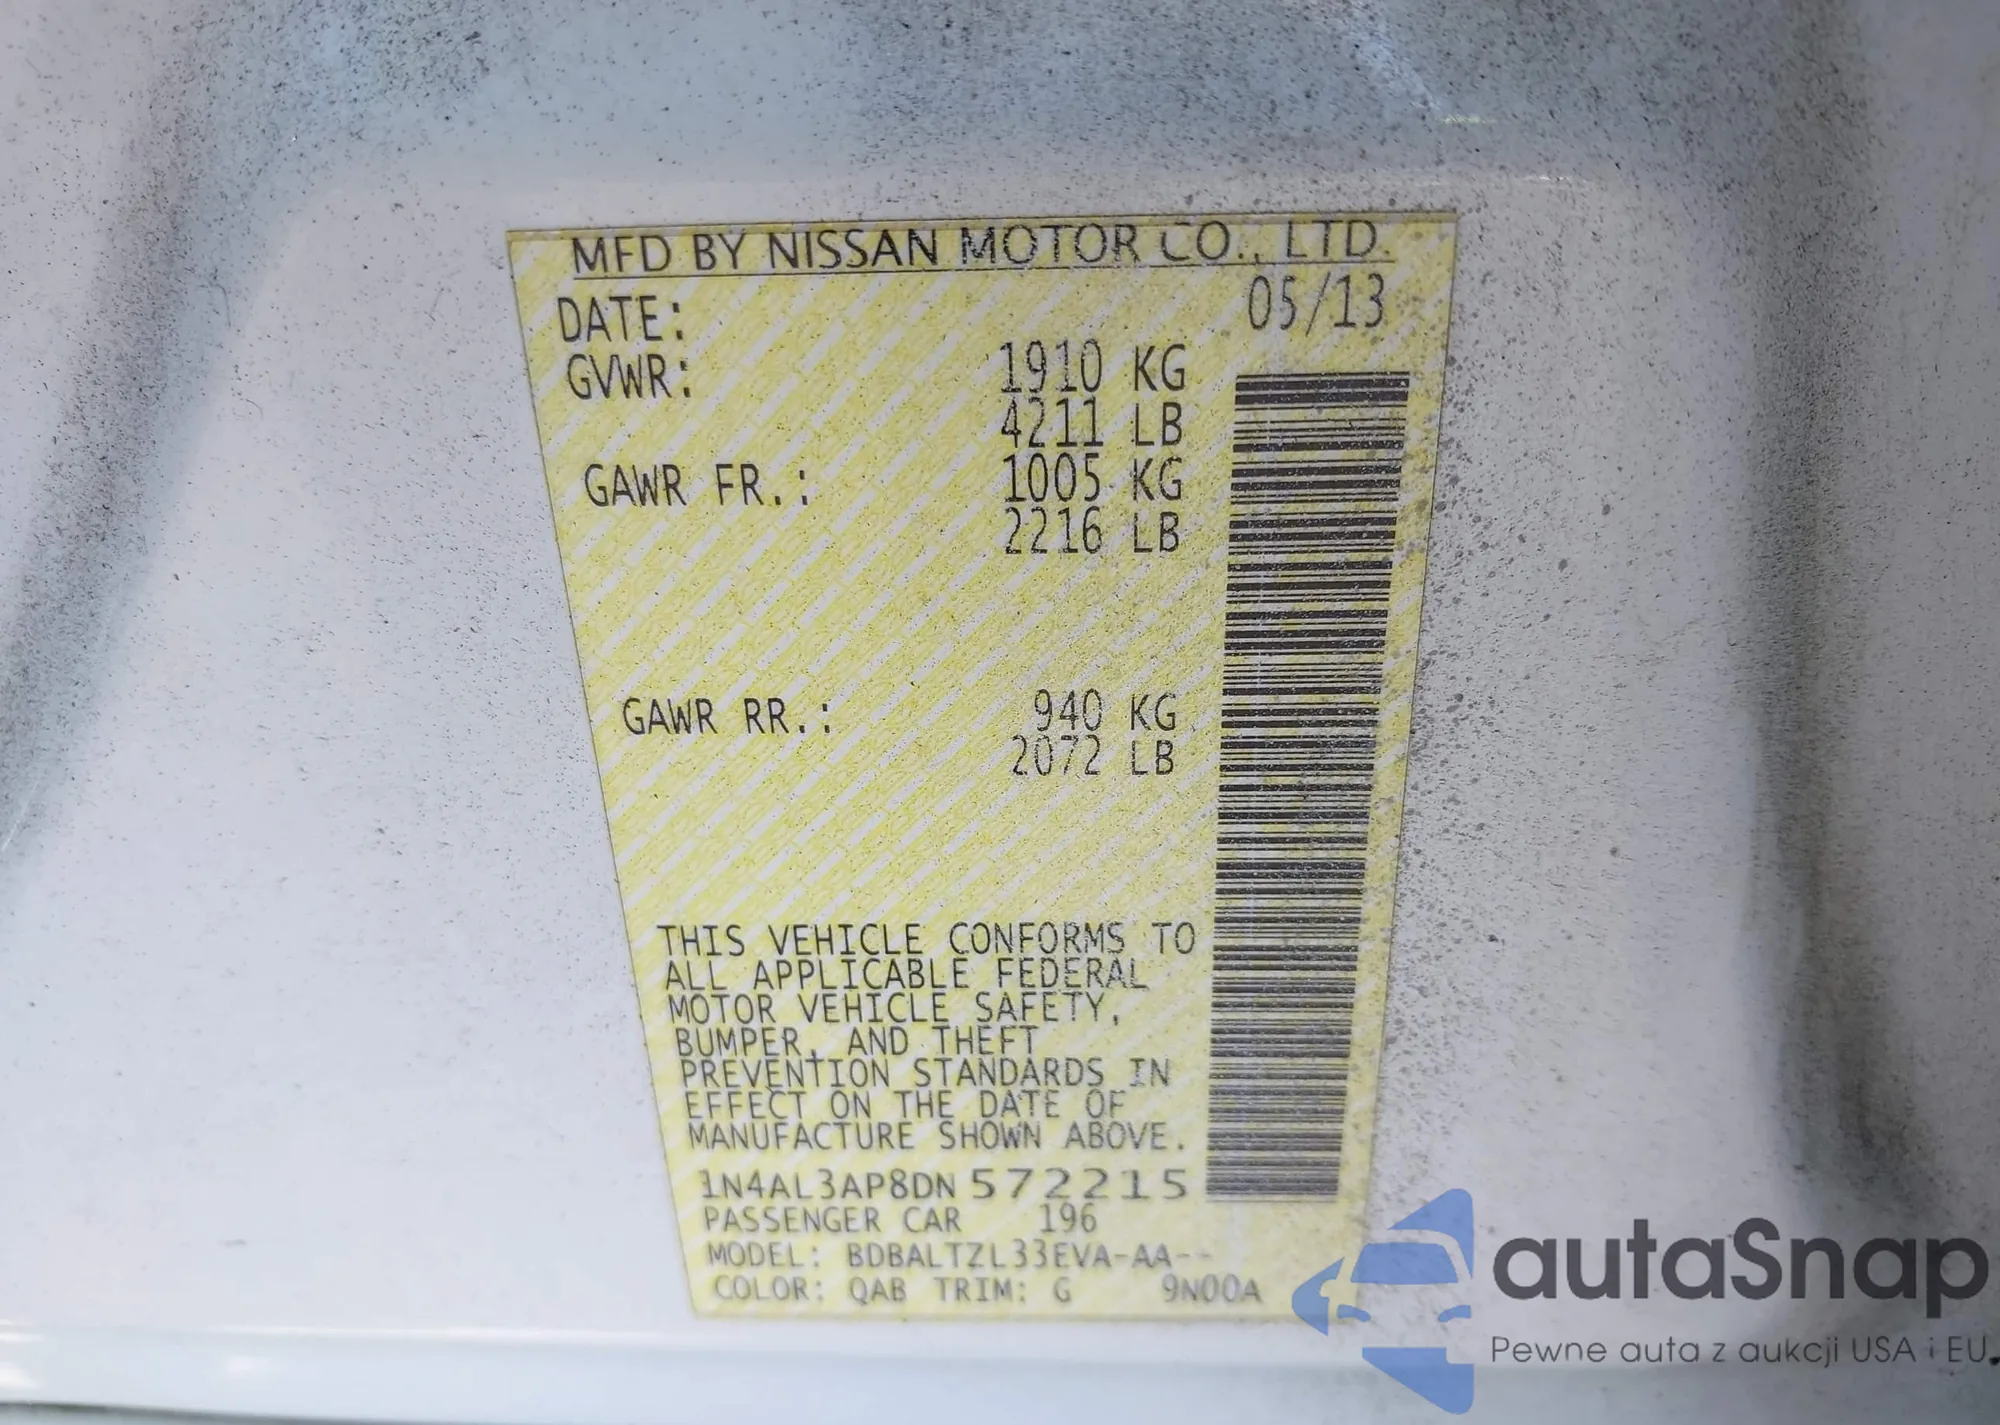 MFD BY NISSAN MOTOR CO., LTD.
DATE: 05/13
GVWR: 1910 KG
4211 LB
GAWR FR.: 1005 KG
2216 LB
GAWR RR.: 940 KG
2072 LB
THIS VEHICLE CONFORMS TO
ALL APPLICABLE FEDERAL
MOTOR VEHICLE SAFETY,
BUMPER, AND THEFT
PREVENTION STANDARDS IN
EFFECT ON THE DATE OF
MANUFACTURE SHOWN ABOVE.
1N4AL3AP8DN572215
PASSENGER CAR 196
MODEL: BDBALTZL33EVA-AA--
COLOR: QAB TRIM: G 9N00A
autaSnap
Pewne auta z aukcji USA i EU.